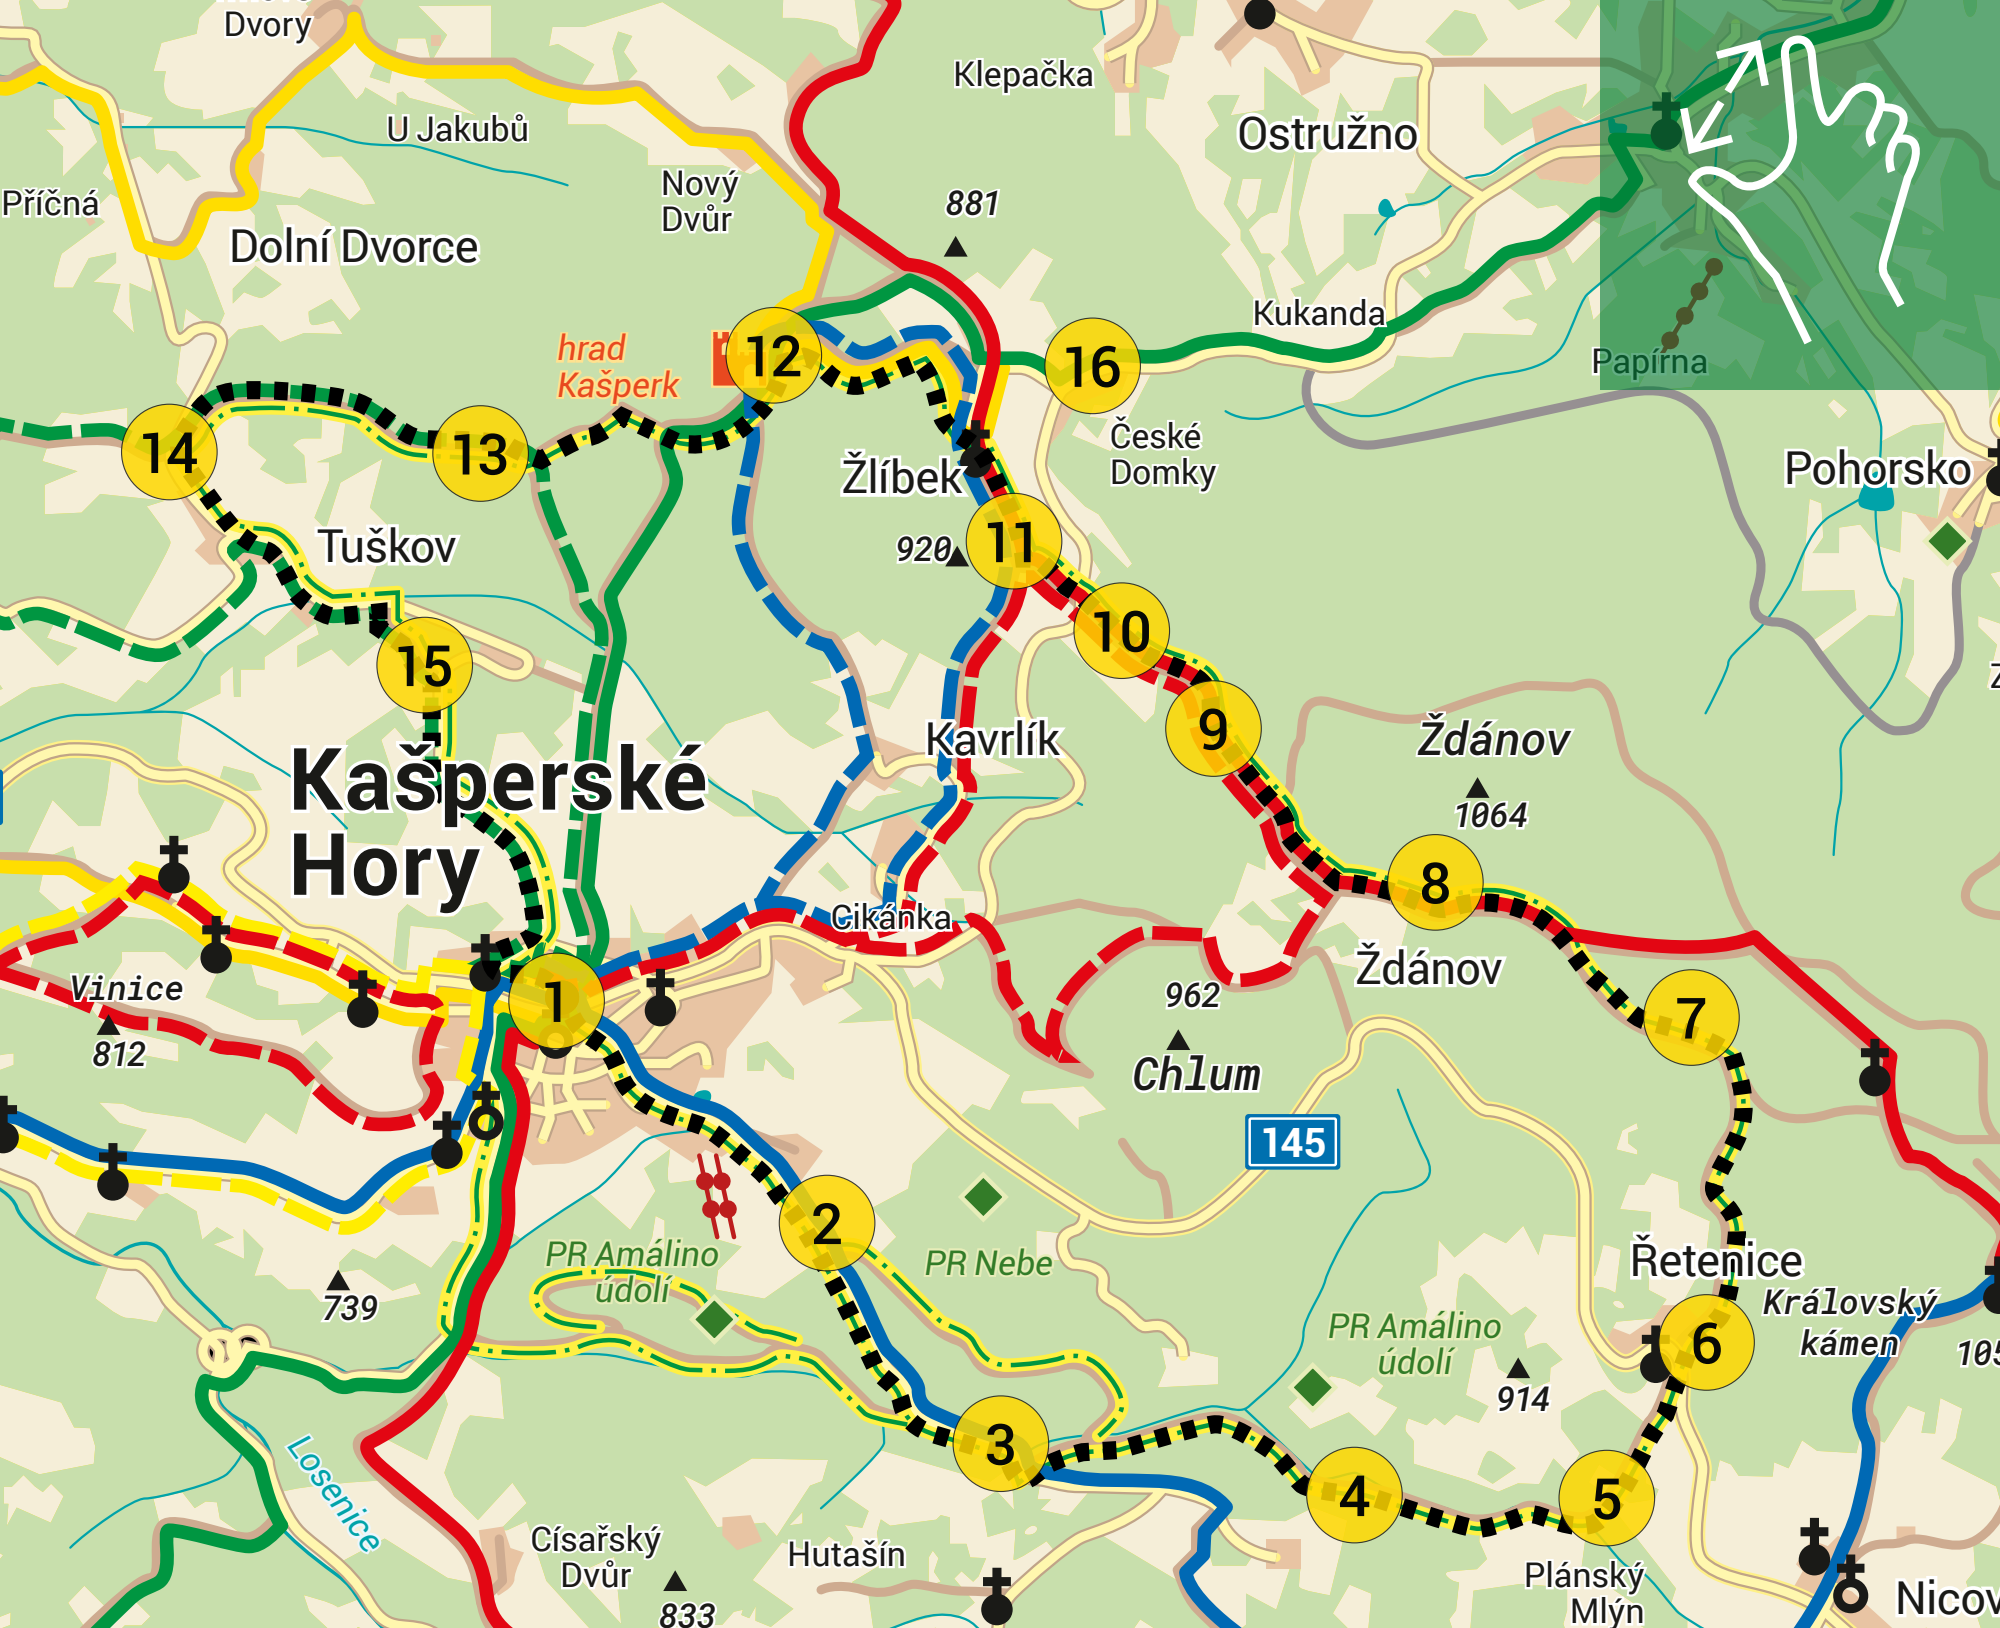 Dvory
Klepačka
U Jakubů
Ostružno
Příčná
Nový
Dvůr
881
Dolní Dvorce
Kukanda
hrad
Kašperk
12
16
Papírna
14
13
České
Domky
Žlíbek
Pohorsko
Tuškov
920
11
10
15
9
Kavrlík
Ždánov
1064
Kašperské
Hory
8
Cikánka
Ždánov
Vinice
812
1
962
Chlum
7
145
2
PR Amálino
údolí
PR Nebe
739
Řetenice
Královský
kámen
PR Amálino
údolí
6
914
3
4
5
Losenice
Císařský
Dvůr
833
Hutašín
Plánský
Mlýn